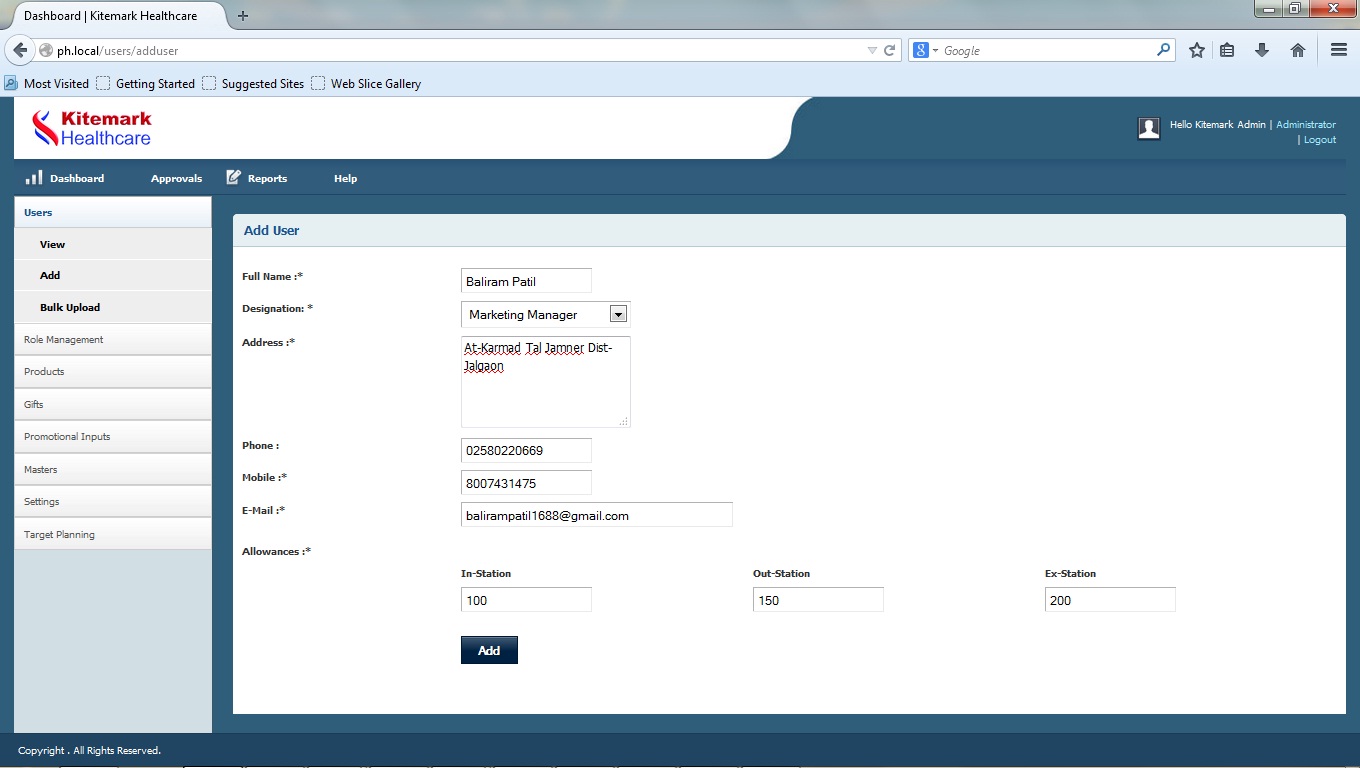 Dashboard | Kitemark Healthcare
ph.local/users/adduser
Google
Most Visited Getting Started Suggested Sites Web Slice Gallery
Kitemark
Healthcare
Hello Kitemark Admin | Administrator
| Logout
Dashboard Approvals Reports Help
Users
View
Add
Bulk Upload
Role Management
Products
Gifts
Promotional Inputs
Masters
Settings
Target Planning
Add User
Full Name :* Baliram Patil
Designation: * Marketing Manager
Address :* At-Karmad Tal Jamner Dist-
Jalgaon
Phone : 02580220669
Mobile :* 8007431475
E-Mail :* balirampatil1688@gmail.com
Allowances :*
In-Station Out-Station Ex-Station
100 150 200
Add
Copyright . All Rights Reserved.